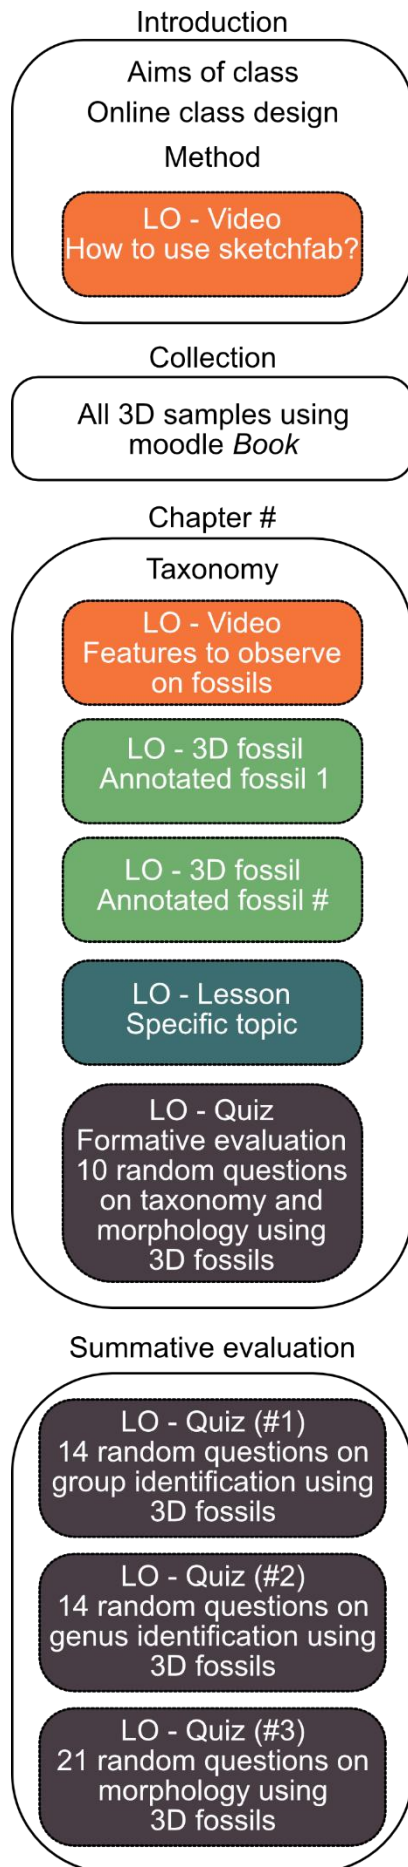 Introduction
Aims of class
Online class design
Method
LO - Video
How to use sketchfab?
Collection
All 3D samples using
moodle Book
Chapter #
Taxonomy
LO - Video
Features to observe
on fossils
LO - 3D fossil
Annotated fossil 1
LO - 3D fossil
Annotated fossil #
LO - Lesson
Specific topic
LO - Quiz
Formative evaluation
10 random questions
on taxonomy and
morphology using
3D fossils
Summative evaluation
LO - Quiz (#1)
14 random questions on
group identification using
3D fossils
LO - Quiz (#2)
14 random questions on
genus identification using
3D fossils
LO - Quiz (#3)
21 random questions on
morphology using
3D fossils